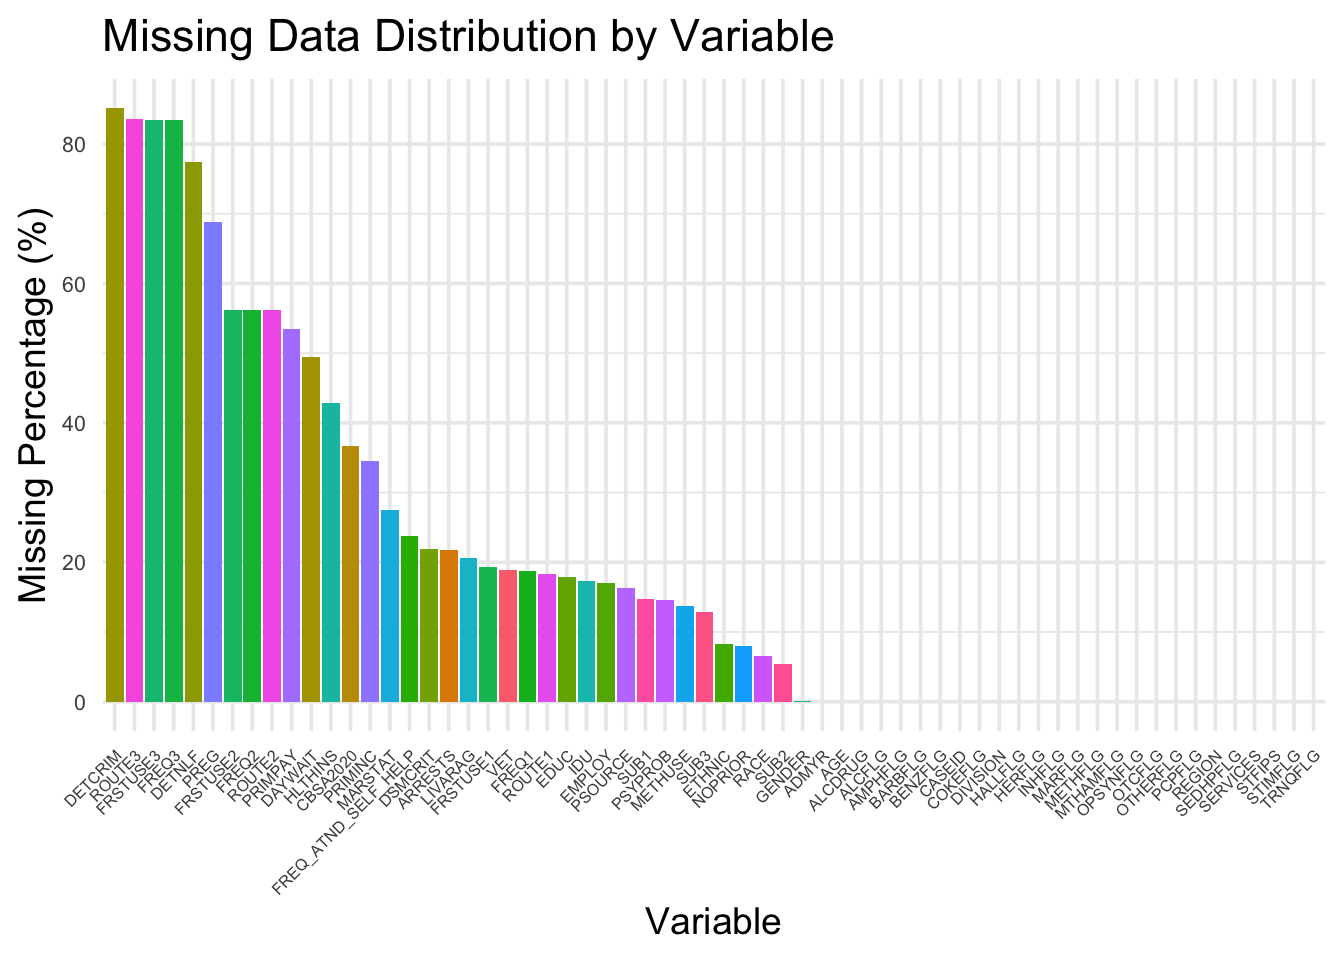 Missing Data Distribution by Variable
Missing Percentage (%)
80
60
40
20
0
DETCRIM
ROUTE3
FRSTUSE3
FREQ3
DETNLF
PREG
FRSTUSE2
FREQ2
ROUTE2
PRIMPAY
DAYWAIT
HLTHINS
CBSA2020
PRIMINC
MARSTAT
FREQ_ATND_SELF_HELP
DSMCRIT
ARRESTS
LIVARAG
FRSTUSE1
VET
FREQ1
ROUTE1
EDUC
IDU
EMPLOY
PSOURCE
SUB1
PSYPROB
METHUSE
SUB3
ETHNIC
NOPRIOR
RACE
SUB2
GENDER
ADMYR
AGE
ALCDRUG
ALCFLG
AMPHFLG
BARBFLG
BENZFLG
CASEID
COKEFLG
DIVISION
HALLFLG
HERFLG
INHFLG
MARFLG
METHFLG
MTHAMFLG
OPSYNFLG
OTCFLG
OTHERFLG
PCPFLG
REGION
SEDHPFLG
SERVICES
STFIPS
STIMFLG
TRNQFLG
Variable